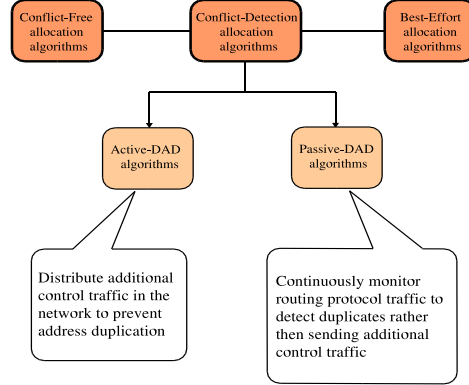 Conflict-Free
allocation
algorithms
Conflict-Detection
allocation
algorithms
Best-Effort
allocation
algorithms
Active-DAD
algorithms
Passive-DAD
algorithms
Distribute additional
control traffic in the
network to prevent
address duplication
Continuously monitor
routing protocol traffic to
detect duplicates rather
then sending additional
control traffic